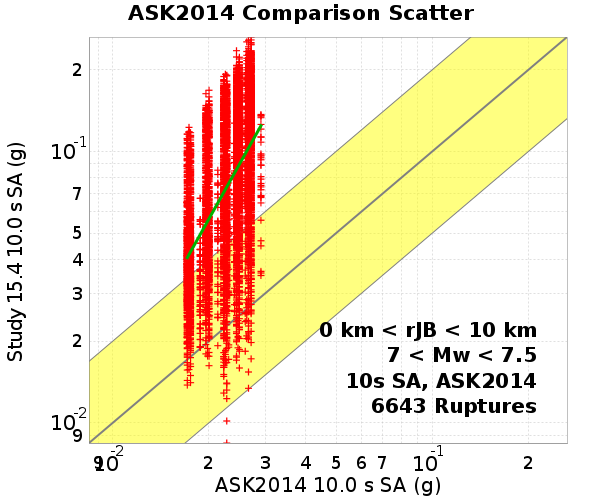 ASK2014 Comparison Scatter
Study 15.4 10.0 s SA (g)
2
10-1
7
5
4
3
2
10-2
9
0 km < rJB < 10 km
7 < Mw < 7.5
10s SA, ASK2014
6643 Ruptures
9 10-2 2 3 4 5 6 7 10-1 2
ASK2014 10.0 s SA (g)